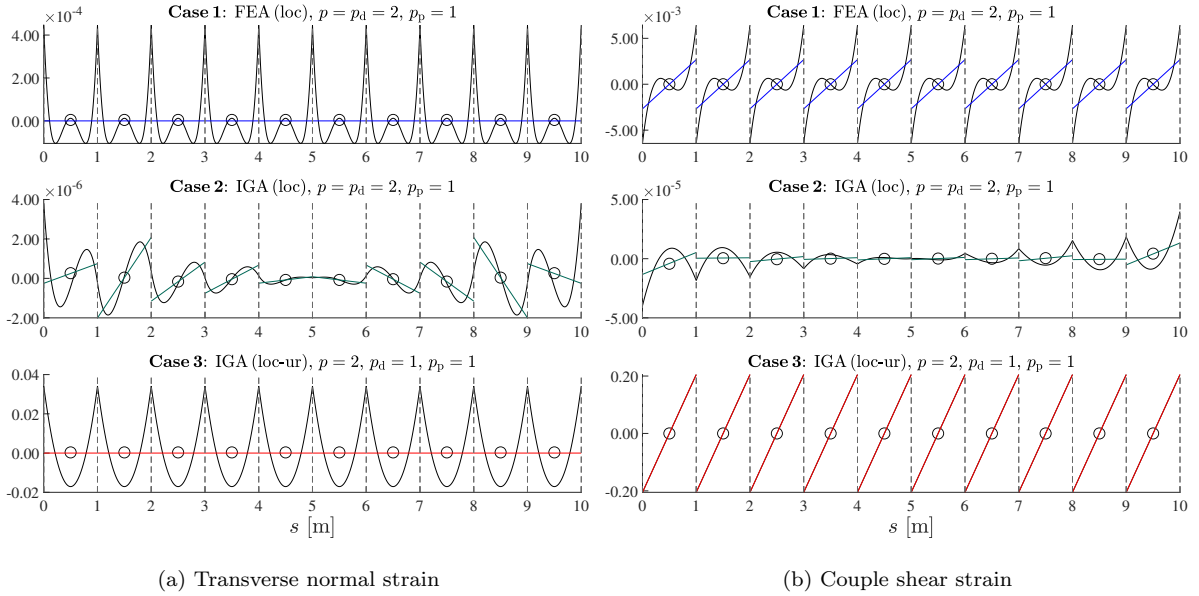 Case 1: FEA (loc), p = p_d = 2, p_p = 1
×10⁻⁴
4.00
2.00
0.00
0 1 2 3 4 5 6 7 8 9 10
Case 2: IGA (loc), p = p_d = 2, p_p = 1
×10⁻⁶
4.00
2.00
0.00
-2.00
0 1 2 3 4 5 6 7 8 9 10
Case 3: IGA (loc-ur), p = 2, p_d = 1, p_p = 1
0.04
0.02
0.00
-0.02
0 1 2 3 4 5 6 7 8 9 10
s [m]
(a) Transverse normal strain
Case 1: FEA (loc), p = p_d = 2, p_p = 1
×10⁻³
5.00
0.00
-5.00
0 1 2 3 4 5 6 7 8 9 10
Case 2: IGA (loc), p = p_d = 2, p_p = 1
×10⁻⁵
5.00
0.00
-5.00
0 1 2 3 4 5 6 7 8 9 10
Case 3: IGA (loc-ur), p = 2, p_d = 1, p_p = 1
0.20
0.00
-0.20
0 1 2 3 4 5 6 7 8 9 10
s [m]
(b) Couple shear strain